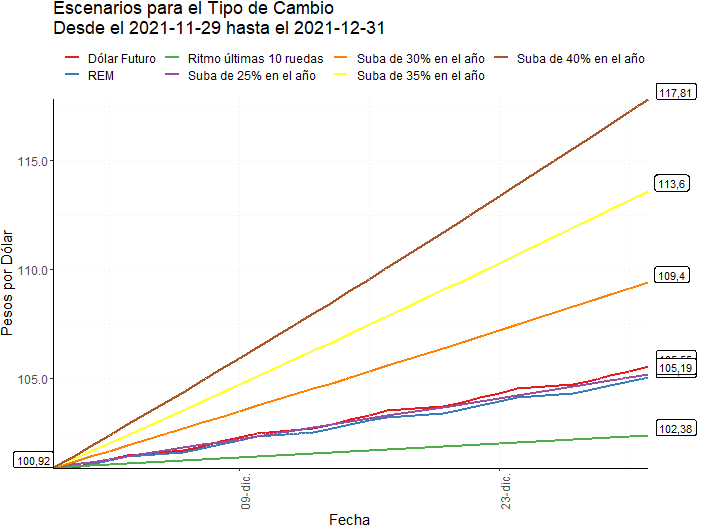 Escenarios para el Tipo de Cambio
Desde el 2021-11-29 hasta el 2021-12-31
Dólar Futuro
Ritmo últimas 10 ruedas
Suba de 30% en el año
Suba de 40% en el año
REM
Suba de 25% en el año
Suba de 35% en el año
117,81
115.0
113,6
110.0
109,4
105,19
105.0
102,38
100,92
Pesos por Dólar
09-dic.
23-dic.
Fecha